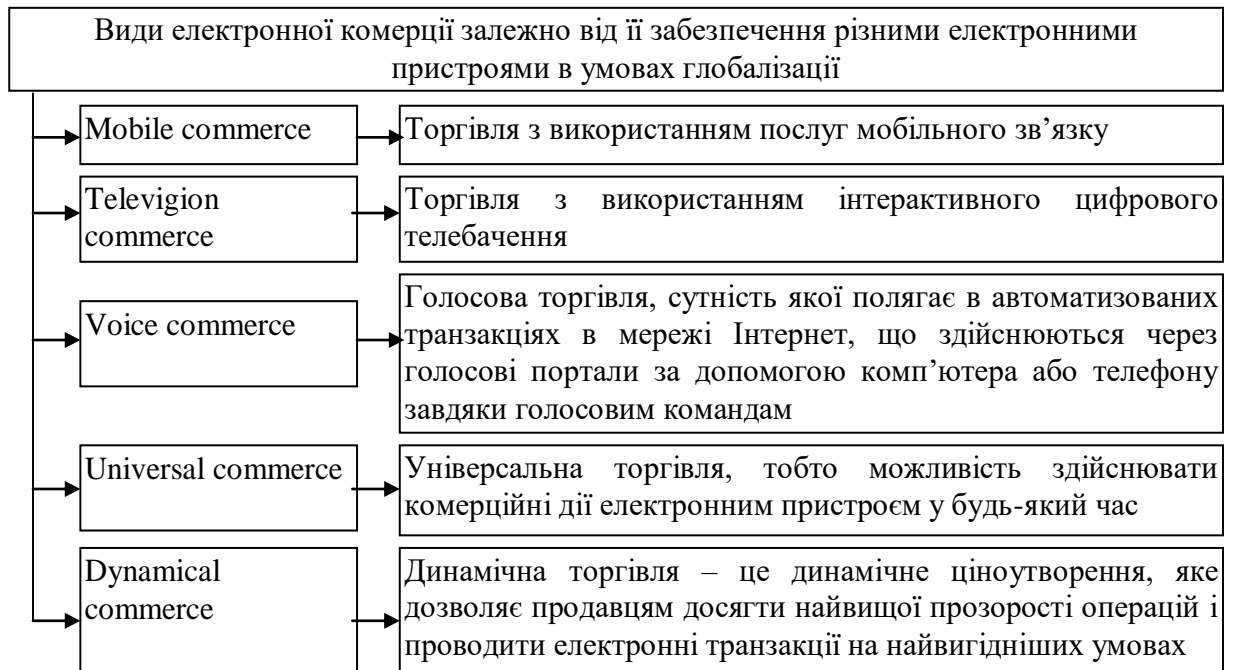 Види електронної комерції залежно від її забезпечення різними електронними
пристроями в умовах глобалізації
Mobile commerce
Торгівля з використанням послуг мобільного зв’язку
Televigion
commerce
Торгівля з використанням інтерактивного цифрового
телебачення
Voice commerce
Голосова торгівля, сутність якої полягає в автоматизованих
транзакціях в мережі Інтернет, що здійснюються через
голосові портали за допомогою комп’ютера або телефону
завдяки голосовим командам
Universal commerce
Універсальна торгівля, тобто можливість здійснювати
комерційні дії електронним пристроєм у будь-який час
Dynamical
commerce
Динамічна торгівля – це динамічне ціноутворення, яке
дозволяє продавцям досягти найвищої прозорості операцій і
проводити електронні транзакції на найвигідніших умовах